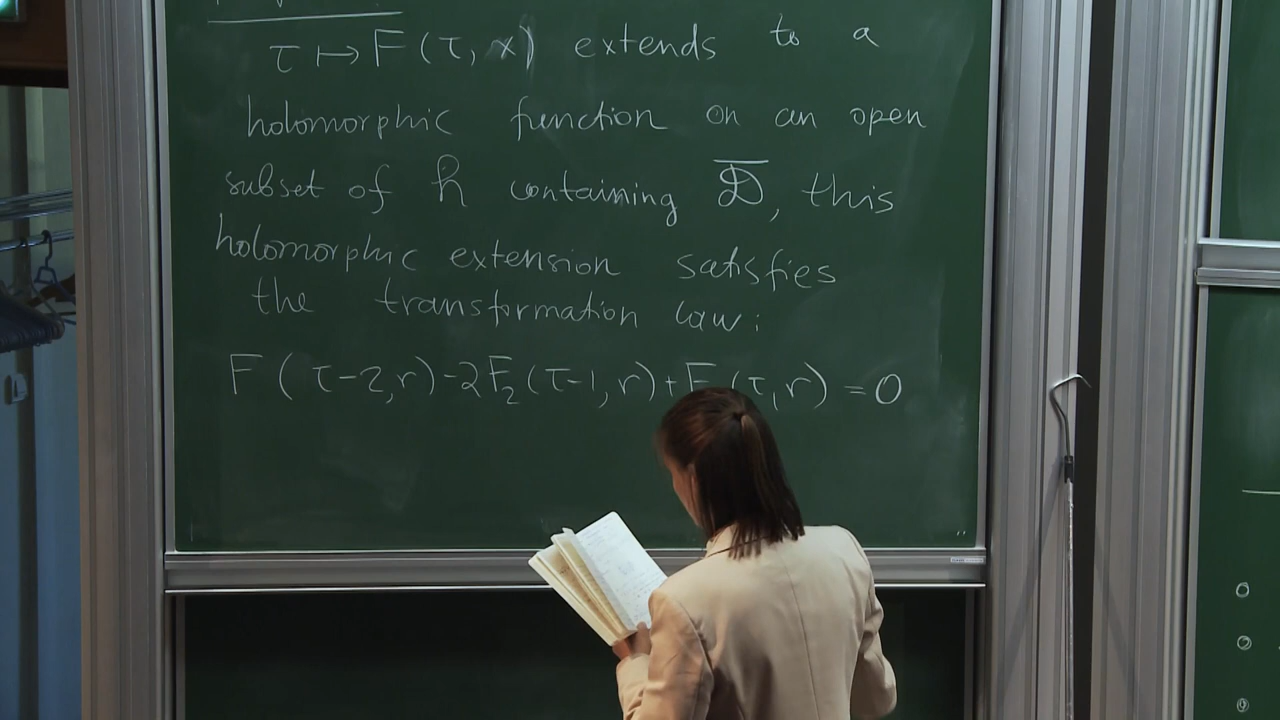 τ ↦ F(τ, x) extends to a
holomorphic function on an open
subset of ℏ containing 𝒟̅, this
holomorphic extension satisfies
the transformation law:
F(τ-2,r)-2F₂(τ-1,r)+F (τ,r)=0